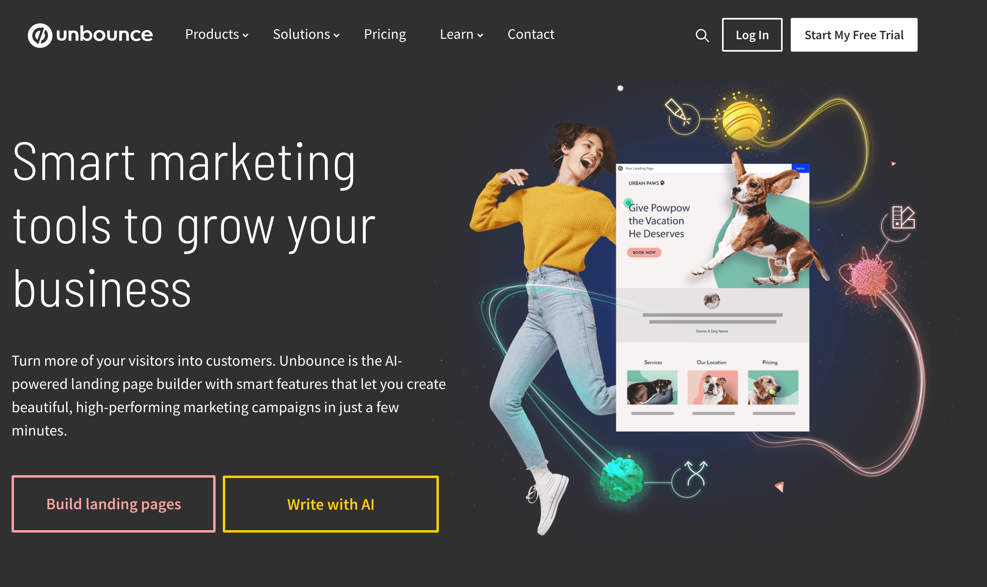 unbounce
Products
Solutions
Pricing
Learn
Contact
Log In
Start My Free Trial
Smart marketing
tools to grow your
business
Turn more of your visitors into customers. Unbounce is the AI-
powered landing page builder with smart features that let you create
beautiful, high-performing marketing campaigns in just a few
minutes.
Build landing pages
Write with AI
Your Landing Page
URBAN PAWS
Give Powpow
the Vacation
He Deserves
BOOK NOW
Owner & Dog Name
Services
Our Location
Pricing